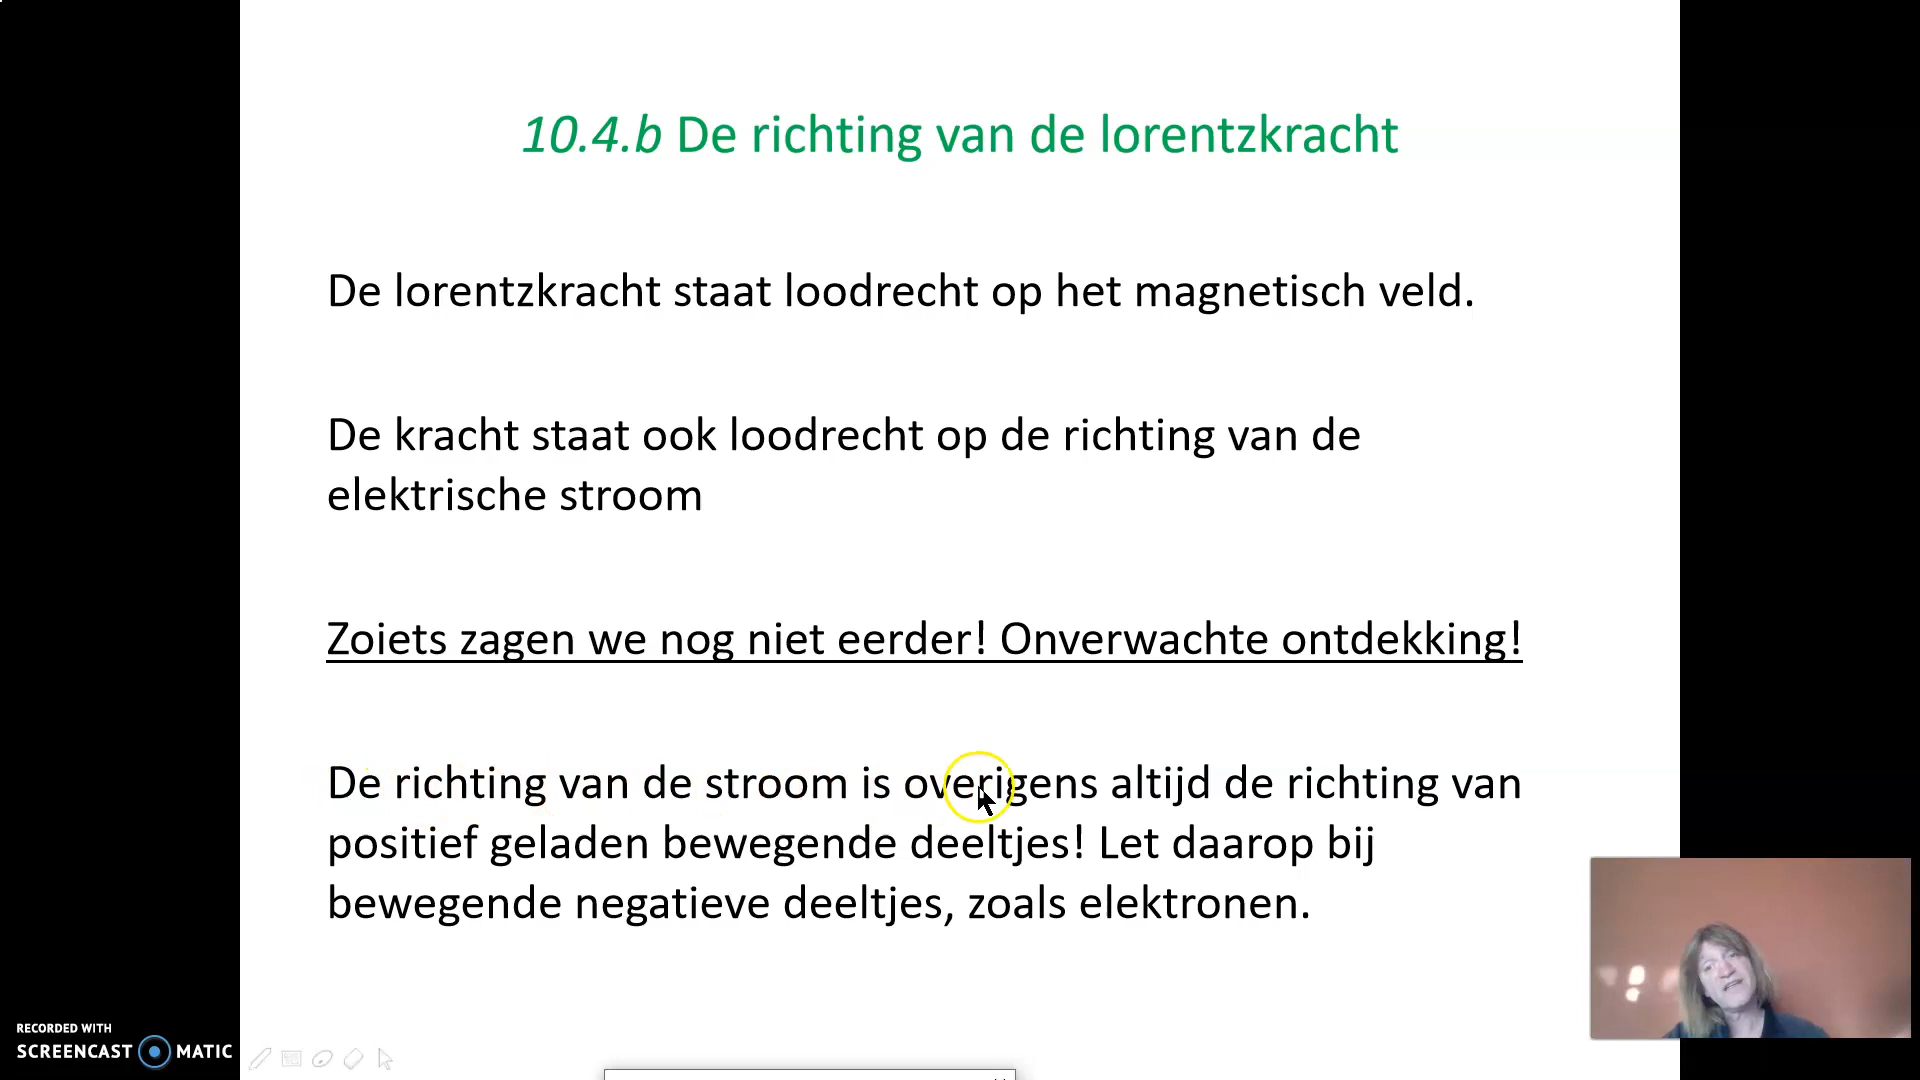 10.4.b De richting van de lorentzkracht
De lorentzkracht staat loodrecht op het magnetisch veld.
De kracht staat ook loodrecht op de richting van de
elektrische stroom
Zoiets zagen we nog niet eerder! Onverwachte ontdekking!
De richting van de stroom is overigens altijd de richting van
positief geladen bewegende deeltjes! Let daarop bij
bewegende negatieve deeltjes, zoals elektronen.
RECORDED WITH
SCREENCAST MATIC